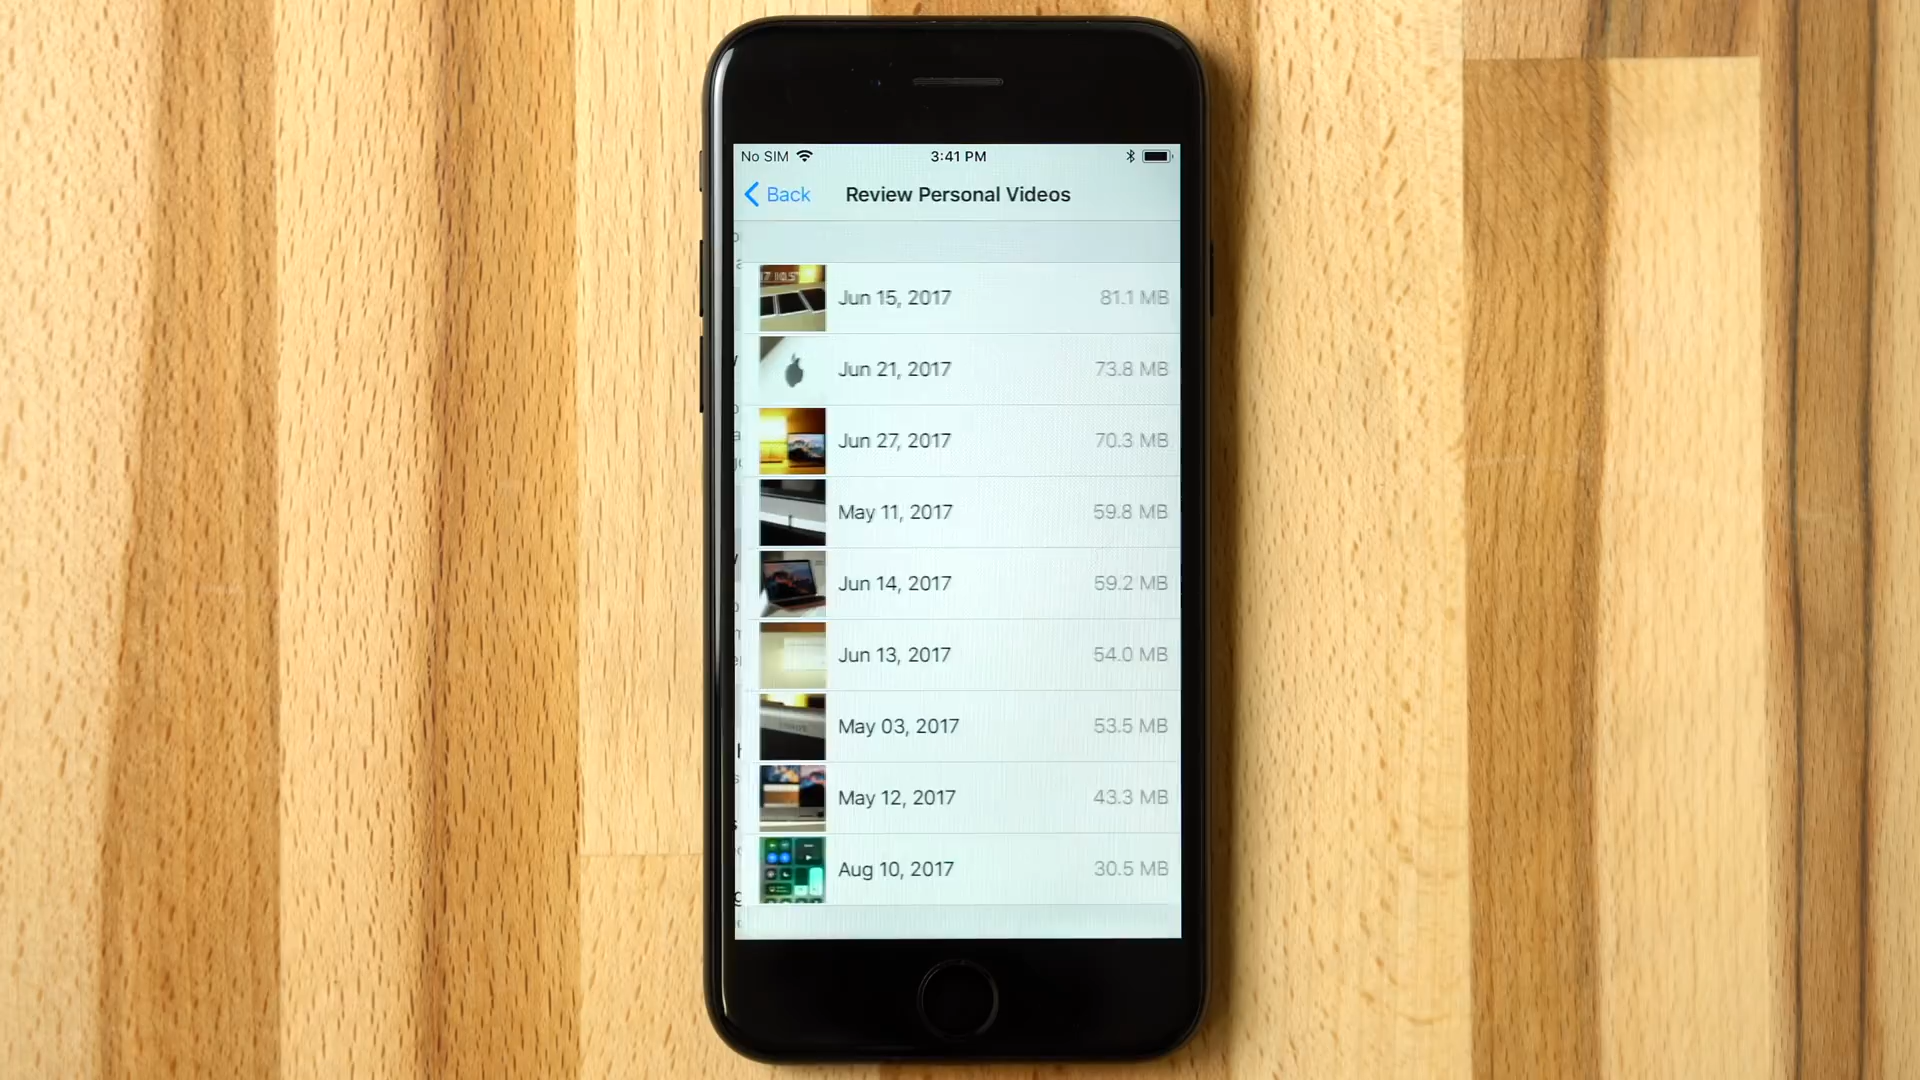 No SIM 3:41 PM
Back Review Personal Videos
Jun 15, 2017 81.1 MB
Jun 21, 2017 73.8 MB
Jun 27, 2017 70.3 MB
May 11, 2017 59.8 MB
Jun 14, 2017 59.2 MB
Jun 13, 2017 54.0 MB
May 03, 2017 53.5 MB
May 12, 2017 43.3 MB
Aug 10, 2017 30.5 MB